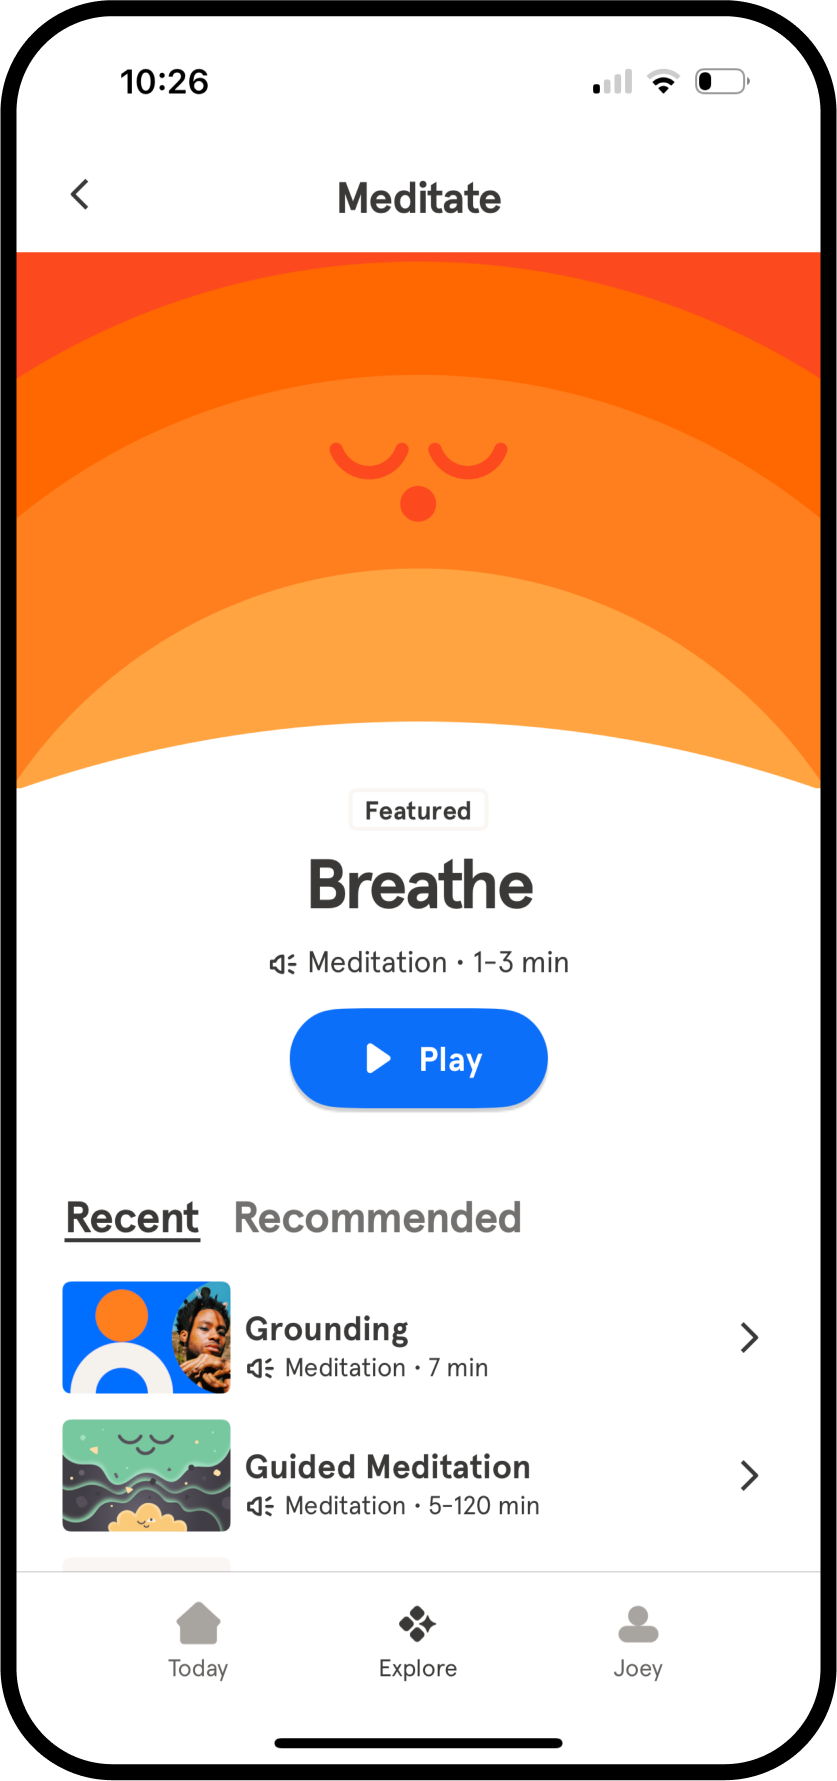 10:26
Meditate
Featured
Breathe
Meditation • 1-3 min
Play
Recent Recommended
Grounding
Meditation • 7 min
Guided Meditation
Meditation • 5-120 min
Today Explore Joey